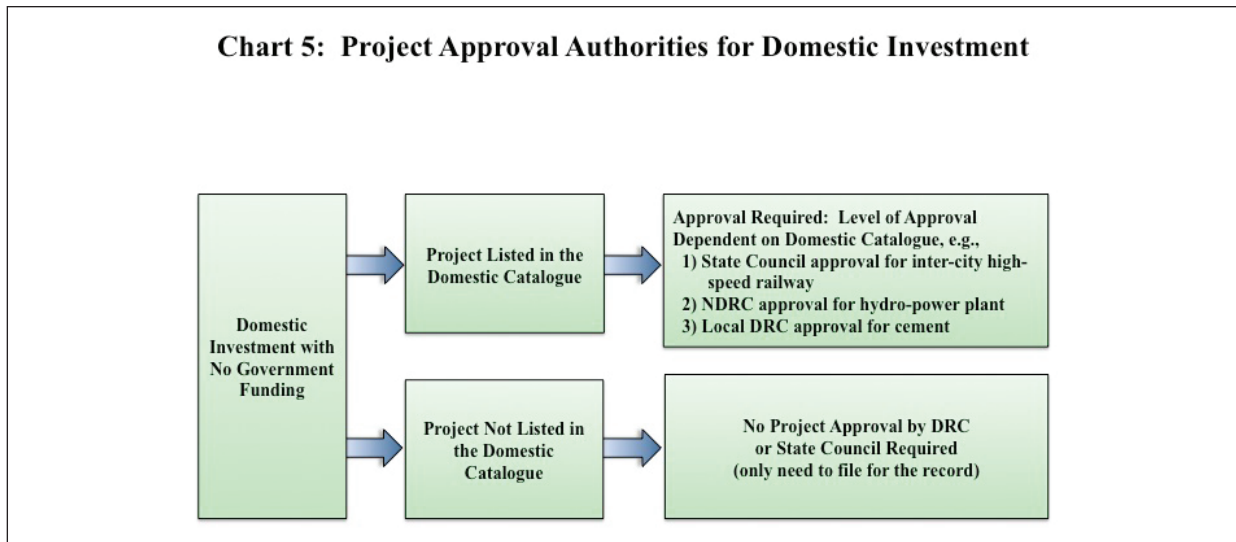 Chart 5:  Project Approval Authorities for Domestic Investment
Domestic
Investment with
No Government
Funding
Project Listed in the
Domestic Catalogue
Approval Required:  Level of Approval
Dependent on Domestic Catalogue, e.g.,
1) State Council approval for inter-city high-
speed railway
2) NDRC approval for hydro-power plant
3) Local DRC approval for cement
Project Not Listed in
the Domestic
Catalogue
No Project Approval by DRC
or State Council Required
(only need to file for the record)